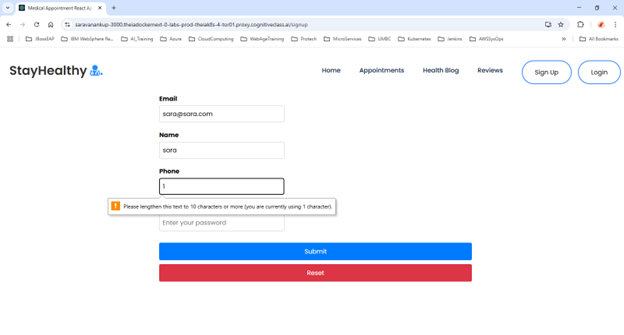 Medical Appointment React Ap
saravanankup-3000.theiadockernext-0-labs-prod-theiak8s-4-tor01.proxy.cognitiveclass.ai/signup
iBossEAP IBM WebSphere Re... AI_Training Azure CloudComputing WebAgeTraining Protech MicroServices UMBC Kubernetes Jenkins AWSSysOps » All Bookmarks
StayHealthy Home Appointments Health Blog Reviews Sign Up Login
Email
sara@sara.com
Name
sara
Phone
1
Please lengthen this text to 10 characters or more (you are currently using 1 character).
Enter your password
Submit
Reset